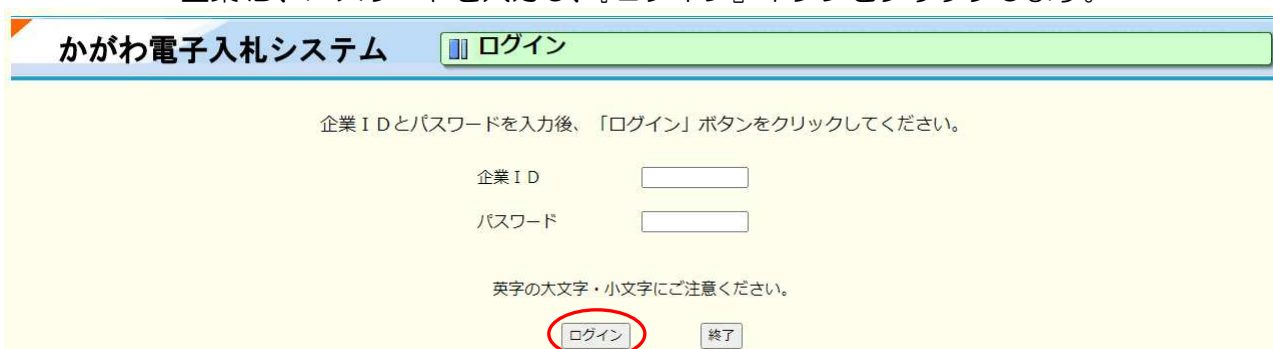 かがわ電子入札システム ログイン
企業ＩＤとパスワードを入力後、「ログイン」ボタンをクリックしてください。
企業ＩＤ
パスワード
英字の大文字・小文字にご注意ください。
ログイン 終了